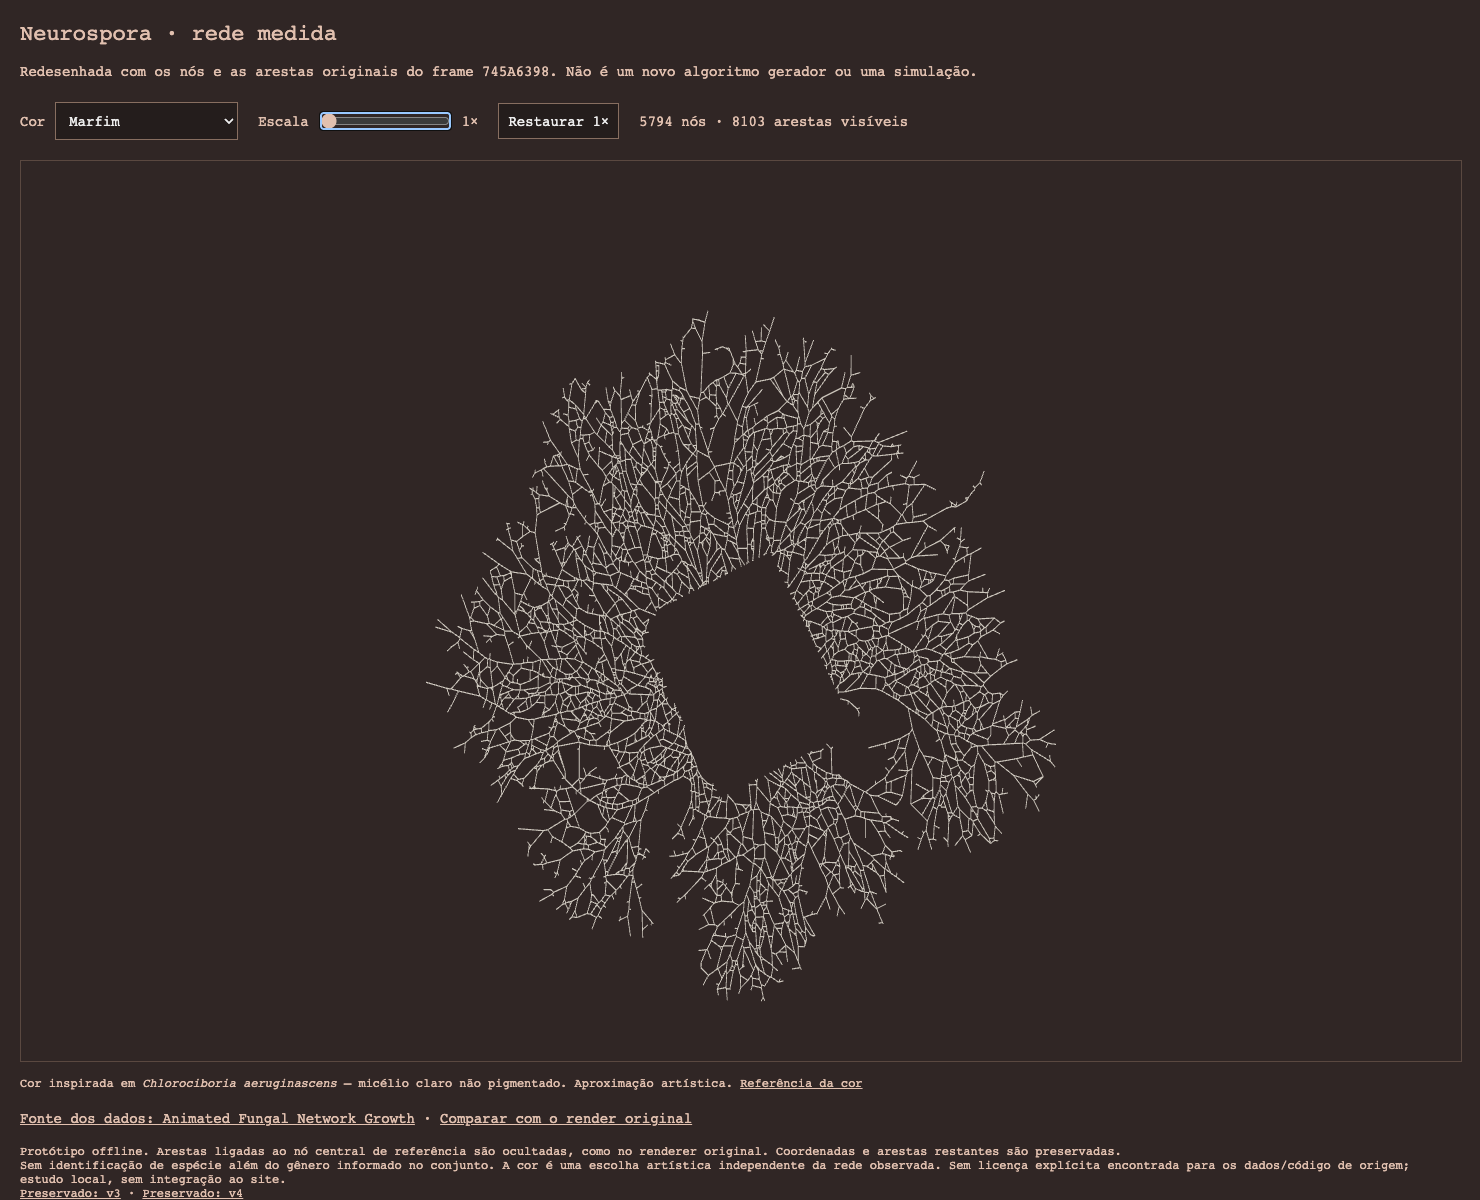 Neurospora · rede medida
Redesenhada com os nós e as arestas originais do frame 745A6398. Não é um novo algoritmo gerador ou uma simulação.
Cor Marfim Escala 1× Restaurar 1× 5794 nós · 8103 arestas visíveis
Cor inspirada em Chlorociboria aeruginascens — micélio claro não pigmentado. Aproximação artística. Referência da cor
Fonte dos dados: Animated Fungal Network Growth · Comparar com o render original
Protótipo offline. Arestas ligadas ao nó central de referência são ocultadas, como no renderer original. Coordenadas e arestas restantes são preservadas.
Sem identificação de espécie além do gênero informado no conjunto. A cor é uma escolha artística independente da rede observada. Sem licença explícita encontrada para os dados/código de origem;
estudo local, sem integração ao site.
Preservado: v3 · Preservado: v4